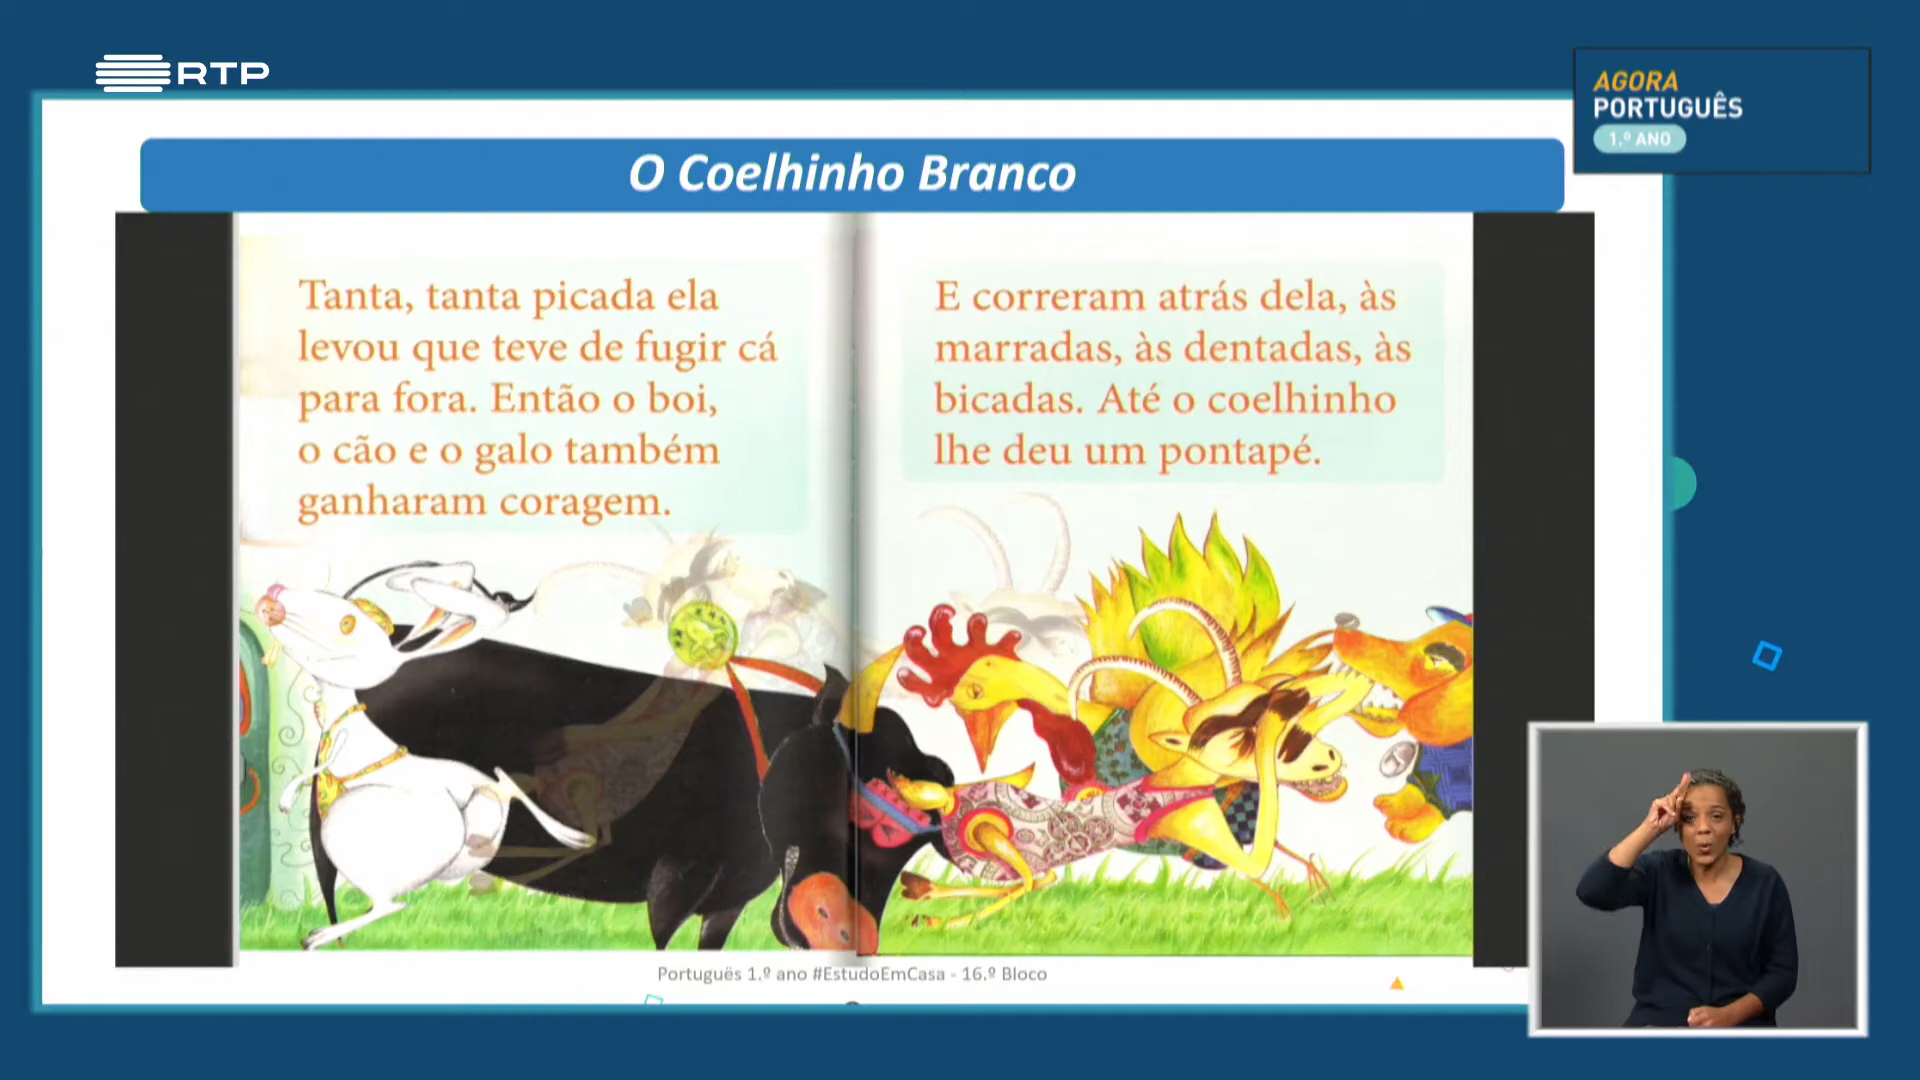 RTP
AGORA
PORTUGUÊS
1.º ANO
O Coelhinho Branco
Tanta, tanta picada ela
levou que teve de fugir cá
para fora. Então o boi,
o cão e o galo também
ganharam coragem.
E correram atrás dela, às
marradas, às dentadas, às
bicadas. Até o coelhinho
lhe deu um pontapé.
Português 1.º ano #EstudoEmCasa - 16.º Bloco